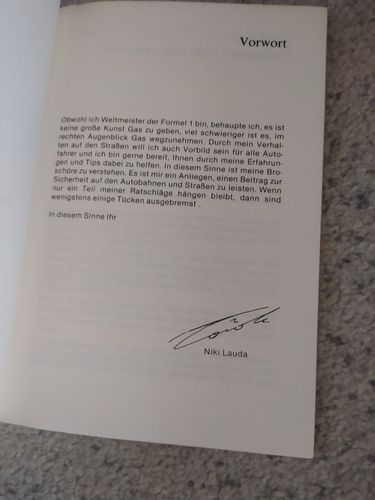 Vorwort
Obwohl ich Weltmeister der Formel 1 bin, behaupte ich, es ist
keine große Kunst Gas zu geben, viel schwieriger ist es, im
rechten Augenblick Gas wegzunehmen. Durch mein Verhal-
ten auf den Straßen will ich auch Vorbild sein für alle Auto-
fahrer und ich bin gerne bereit, Ihnen durch meine Erfahrun-
gen und Tips dabei zu helfen. In diesem Sinne ist meine Bro-
schüre zu verstehen. Es ist mir ein Anliegen, einen Beitrag zur
Sicherheit auf den Autobahnen und Straßen zu leisten. Wenn
nur ein Teil meiner Ratschläge hängen bleibt, dann sind
wenigstens einige Tücken ausgebremst ..
In diesem Sinne Ihr
Niki Lauda